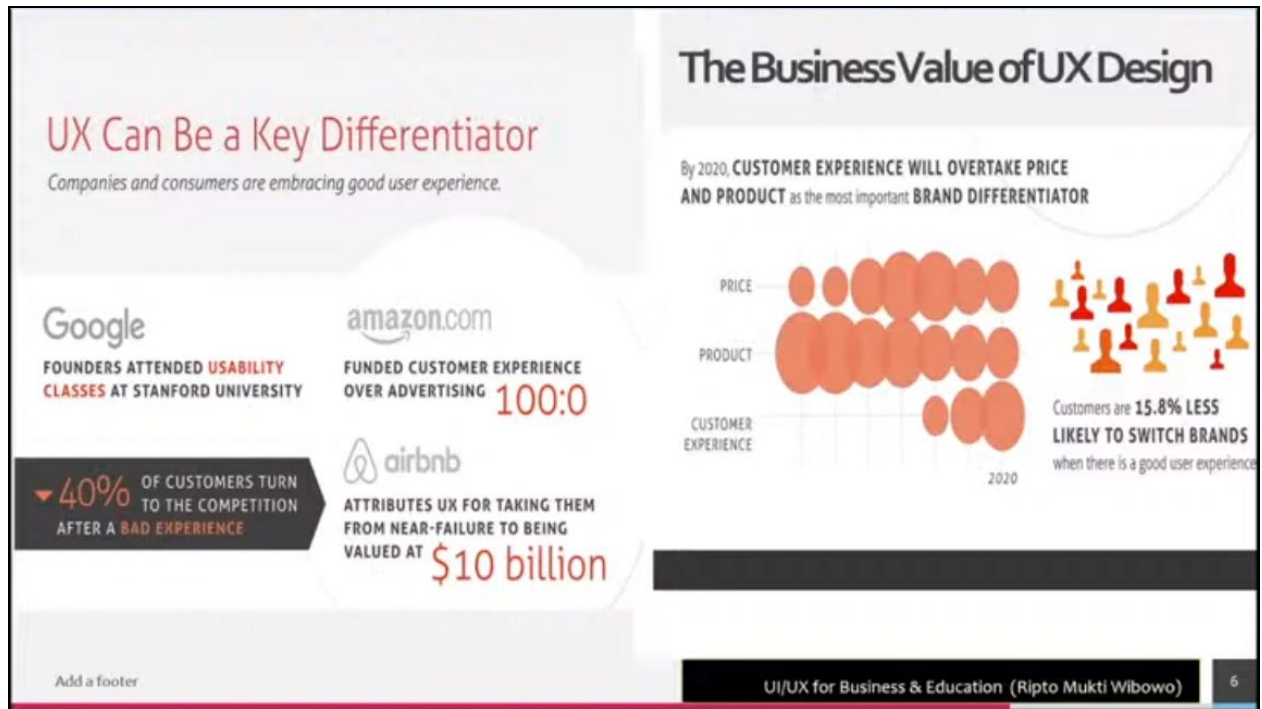 UX Can Be a Key Differentiator
Companies and consumers are embracing good user experience.
Google
FOUNDERS ATTENDED USABILITY
CLASSES AT STANFORD UNIVERSITY
amazon.com
FUNDED CUSTOMER EXPERIENCE
OVER ADVERTISING 100:0
40% OF CUSTOMERS TURN
TO THE COMPETITION
AFTER A BAD EXPERIENCE
airbnb
ATTRIBUTES UX FOR TAKING THEM
FROM NEAR-FAILURE TO BEING
VALUED AT $10 billion
Add a footer
The Business Value of UX Design
By 2020, CUSTOMER EXPERIENCE WILL OVERTAKE PRICE
AND PRODUCT as the most important BRAND DIFFERENTIATOR
PRICE
PRODUCT
CUSTOMER
EXPERIENCE
2020
Customers are 15.8% LESS
LIKELY TO SWITCH BRANDS
when there is a good user experience
UI/UX for Business & Education (Ripto Mukti Wibowo)
6